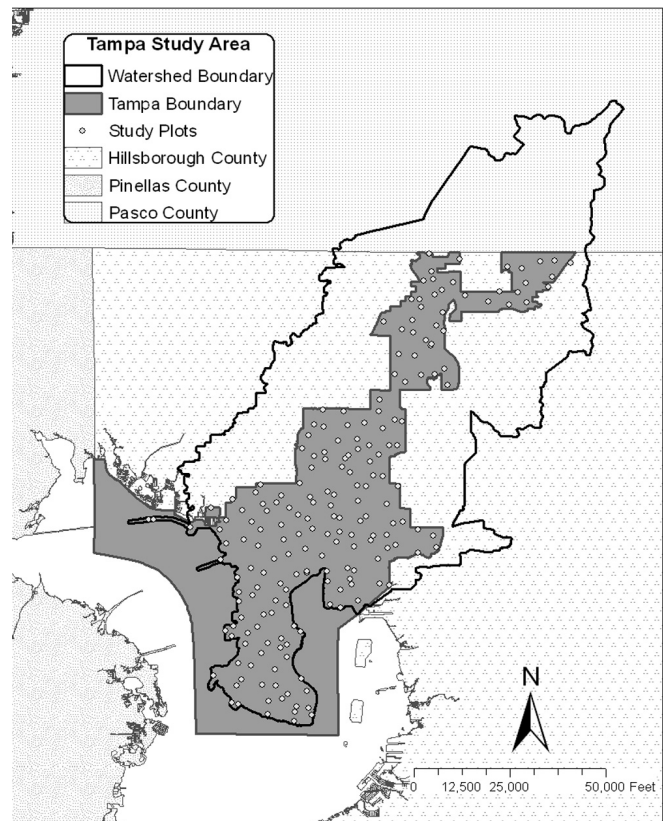 Tampa Study Area
Watershed Boundary
Tampa Boundary
Study Plots
Hillsborough County
Pinellas County
Pasco County
N
0 12,500 25,000 50,000 Feet